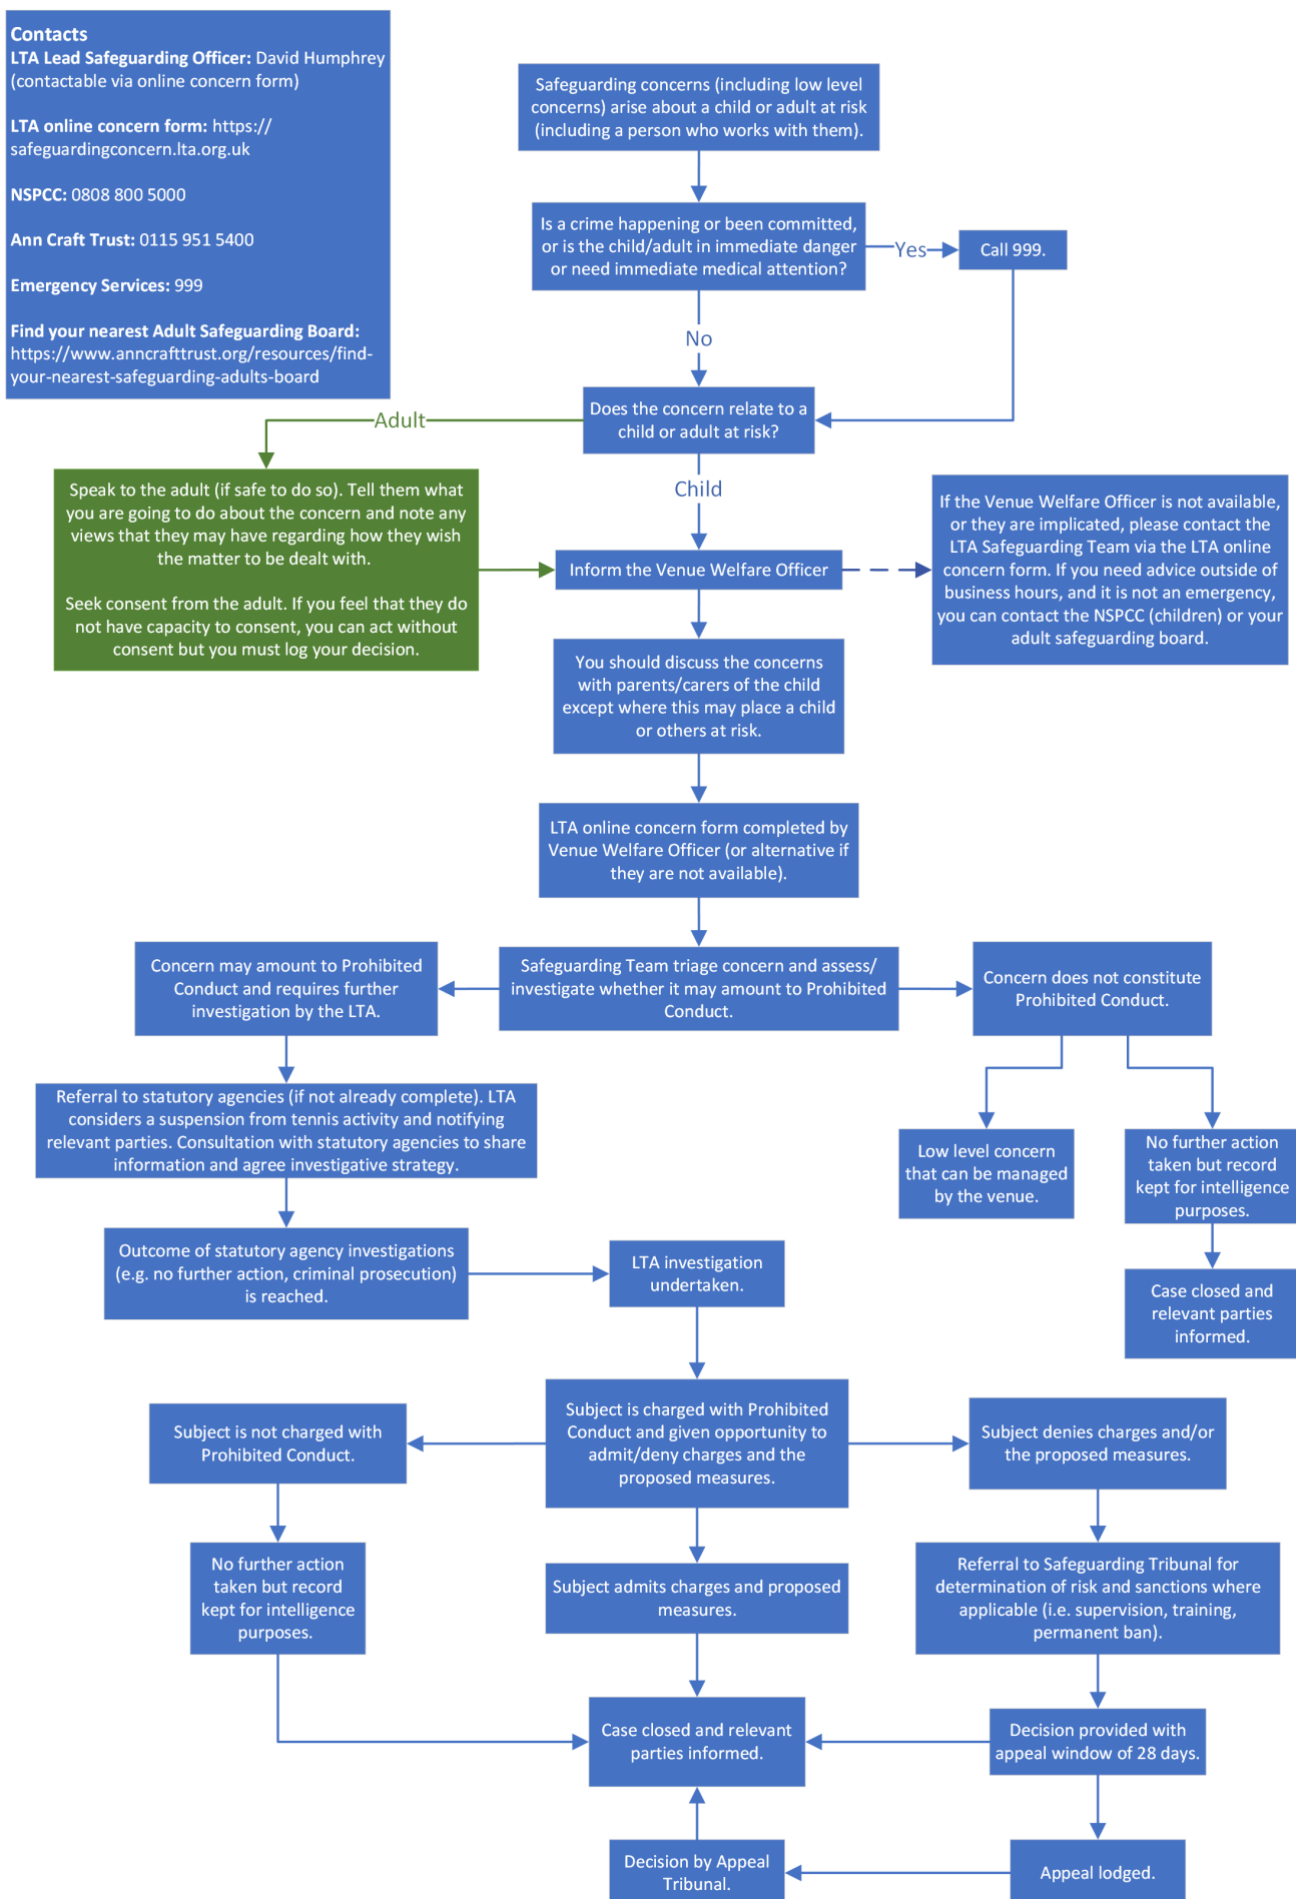 Contacts
LTA Lead Safeguarding Officer: David Humphrey
(contactable via online concern form)
LTA online concern form: https://
safeguardingconcern.lta.org.uk
NSPCC: 0808 800 5000
Ann Craft Trust: 0115 951 5400
Emergency Services: 999
Find your nearest Adult Safeguarding Board:
https://www.anncrafttrust.org/resources/find-
your-nearest-safeguarding-adults-board
Safeguarding concerns (including low level
concerns) arise about a child or adult at risk
(including a person who works with them).
Is a crime happening or been committed,
or is the child/adult in immediate danger
or need immediate medical attention?
Yes
Call 999.
No
Does the concern relate to a
child or adult at risk?
Adult
Child
Speak to the adult (if safe to do so). Tell them what
you are going to do about the concern and note any
views that they may have regarding how they wish
the matter to be dealt with.
Seek consent from the adult. If you feel that they do
not have capacity to consent, you can act without
consent but you must log your decision.
Inform the Venue Welfare Officer
If the Venue Welfare Officer is not available,
or they are implicated, please contact the
LTA Safeguarding Team via the LTA online
concern form. If you need advice outside of
business hours, and it is not an emergency,
you can contact the NSPCC (children) or your
adult safeguarding board.
You should discuss the concerns
with parents/carers of the child
except where this may place a child
or others at risk.
LTA online concern form completed by
Venue Welfare Officer (or alternative if
they are not available).
Concern may amount to Prohibited
Conduct and requires further
investigation by the LTA.
Safeguarding Team triage concern and assess/
investigate whether it may amount to Prohibited
Conduct.
Concern does not constitute
Prohibited Conduct.
Referral to statutory agencies (if not already complete). LTA
considers a suspension from tennis activity and notifying
relevant parties. Consultation with statutory agencies to share
information and agree investigative strategy.
Low level concern
that can be managed
by the venue.
No further action
taken but record
kept for intelligence
purposes.
Outcome of statutory agency investigations
(e.g. no further action, criminal prosecution)
is reached.
LTA investigation
undertaken.
Case closed and
relevant parties
informed.
Subject is not charged with
Prohibited Conduct.
Subject is charged with Prohibited
Conduct and given opportunity to
admit/deny charges and the
proposed measures.
Subject denies charges and/or
the proposed measures.
No further action
taken but record
kept for intelligence
purposes.
Subject admits charges and proposed
measures.
Referral to Safeguarding Tribunal for
determination of risk and sanctions where
applicable (i.e. supervision, training,
permanent ban).
Case closed and relevant
parties informed.
Decision provided with
appeal window of 28 days.
Decision by Appeal
Tribunal.
Appeal lodged.